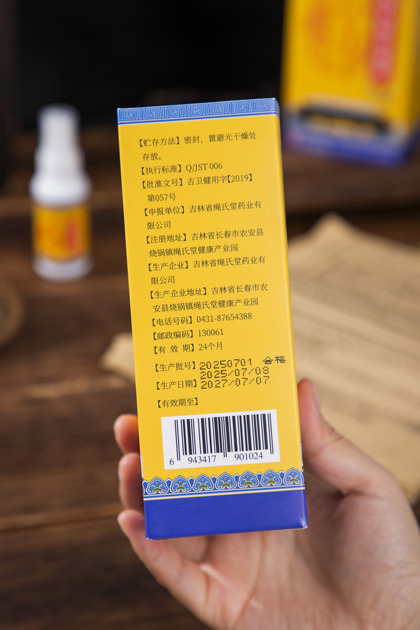 【贮存方法】密封，置避光干燥处
存放。
【执行标准】Q/JST 006
【批准文号】吉卫健用字【2019】
第057号
【申报单位】吉林省绳氏堂药业有
限公司
【注册地址】吉林省长春市农安县
烧锅镇绳氏堂健康产业园
【生产企业】吉林省绳氏堂药业有
限公司
【生产企业地址】吉林省长春市农
安县烧锅镇绳氏堂健康产业园
【电话号码】0431-87654388
【邮政编码】130061
【有 效 期】24个月
【生产批号】20250701 合格
2025/07/08
【生产日期】2027/07/07
【有效期至】
6 943417 901024